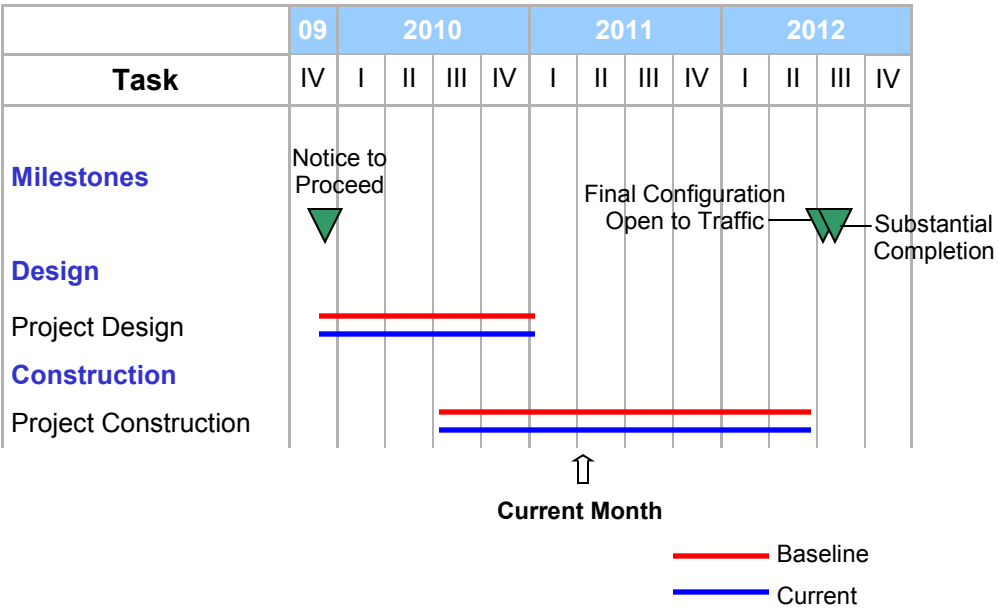 09 2010 2011 2012
Task IV I II III IV I II III IV I II III IV
Notice to
Proceed
Milestones
Final Configuration
Open to Traffic
Substantial
Completion
Design
Project Design
Construction
Project Construction
Current Month
Baseline
Current